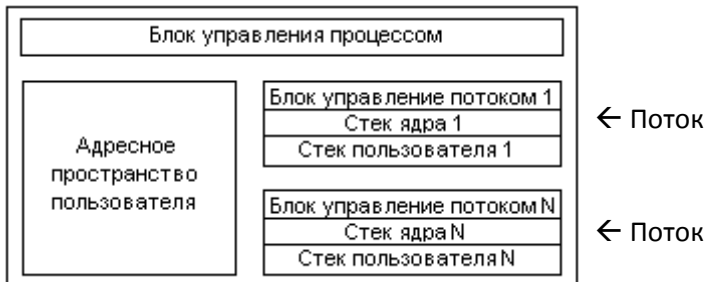 Блок управления процессом
Адресное
пространство
пользователя
Блок управление потоком 1
Стек ядра 1
Стек пользователя 1
← Поток
Блок управление потоком N
Стек ядра N
Стек пользователя N
← Поток